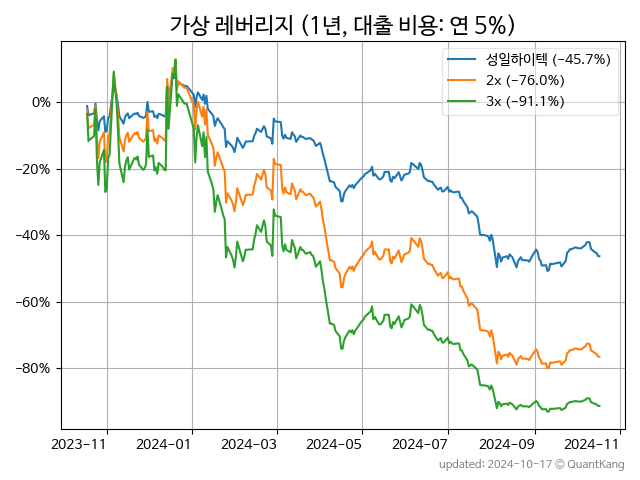 가상 레버리지 (1년, 대출 비용: 연 5%)
성일하이텍 (−45.7%)
2x (−76.0%)
3x (−91.1%)
0%
−20%
−40%
−60%
−80%
2023−11 2024−01 2024−03 2024−05 2024−07 2024−09 2024−11
updated: 2024-10-17 © QuantKang